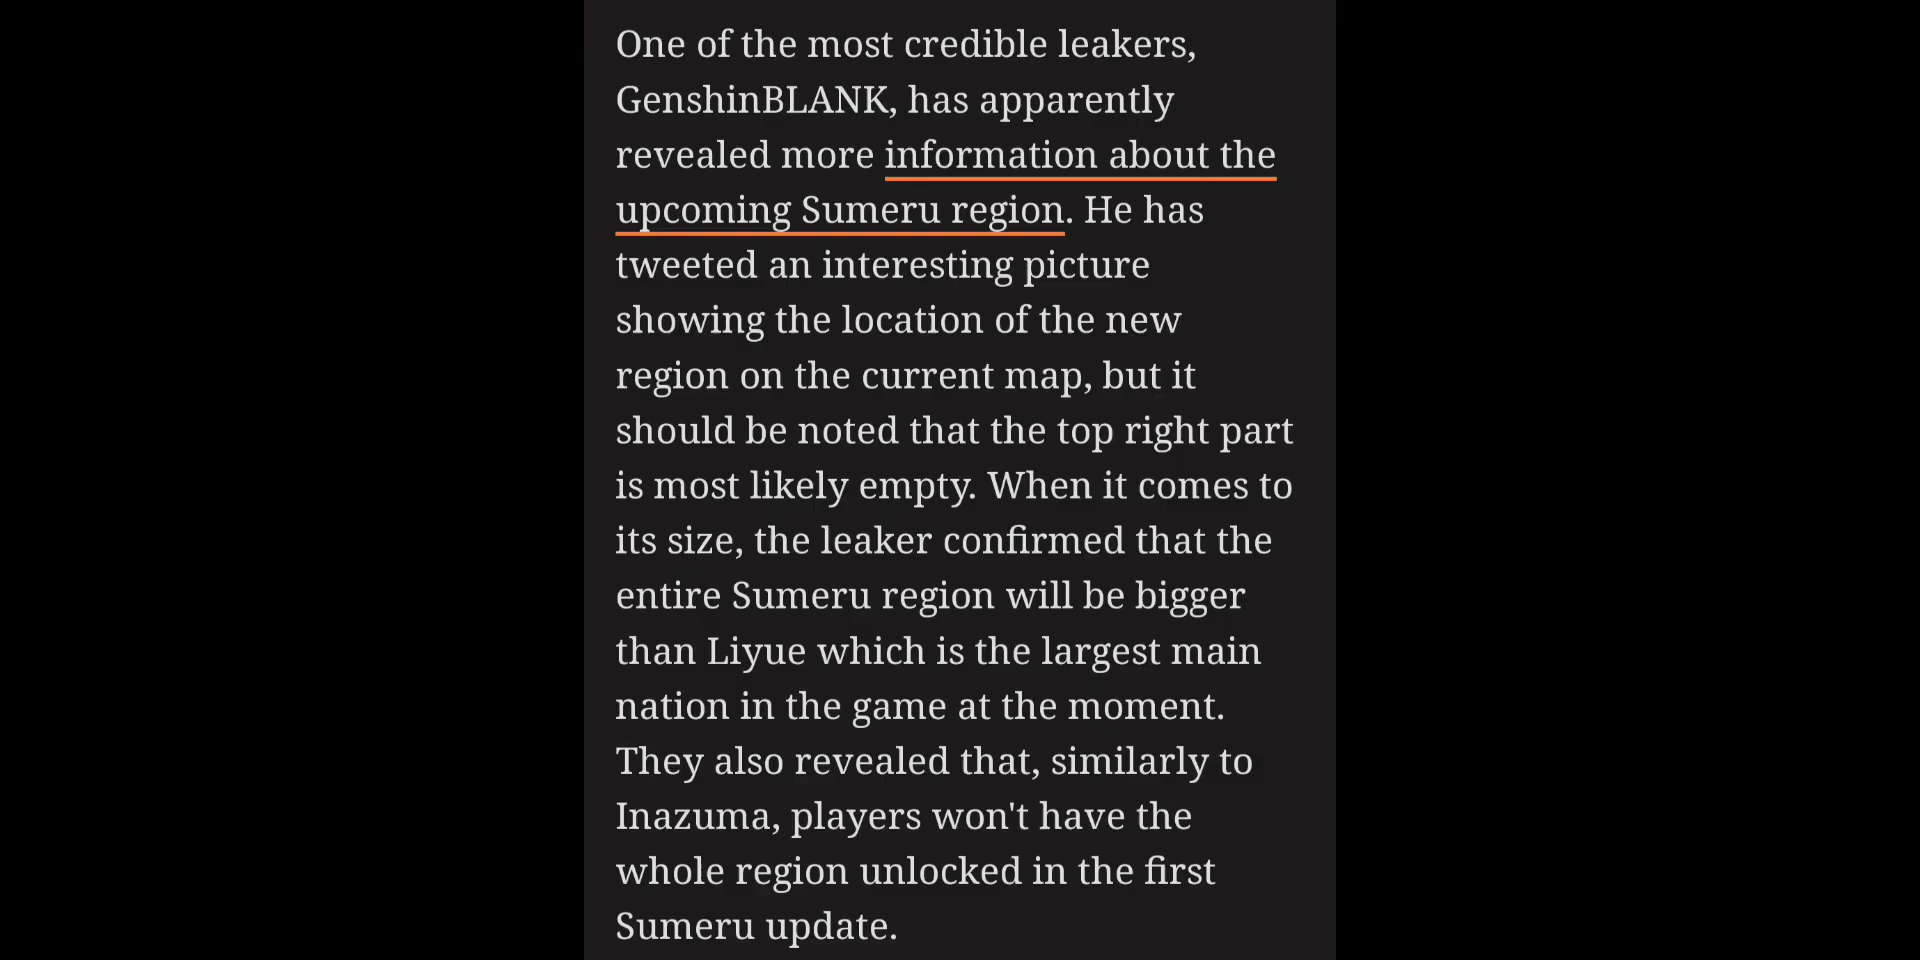 One of the most credible leakers,
GenshinBLANK, has apparently
revealed more information about the
upcoming Sumeru region. He has
tweeted an interesting picture
showing the location of the new
region on the current map, but it
should be noted that the top right part
is most likely empty. When it comes to
its size, the leaker confirmed that the
entire Sumeru region will be bigger
than Liyue which is the largest main
nation in the game at the moment.
They also revealed that, similarly to
Inazuma, players won't have the
whole region unlocked in the first
Sumeru update.